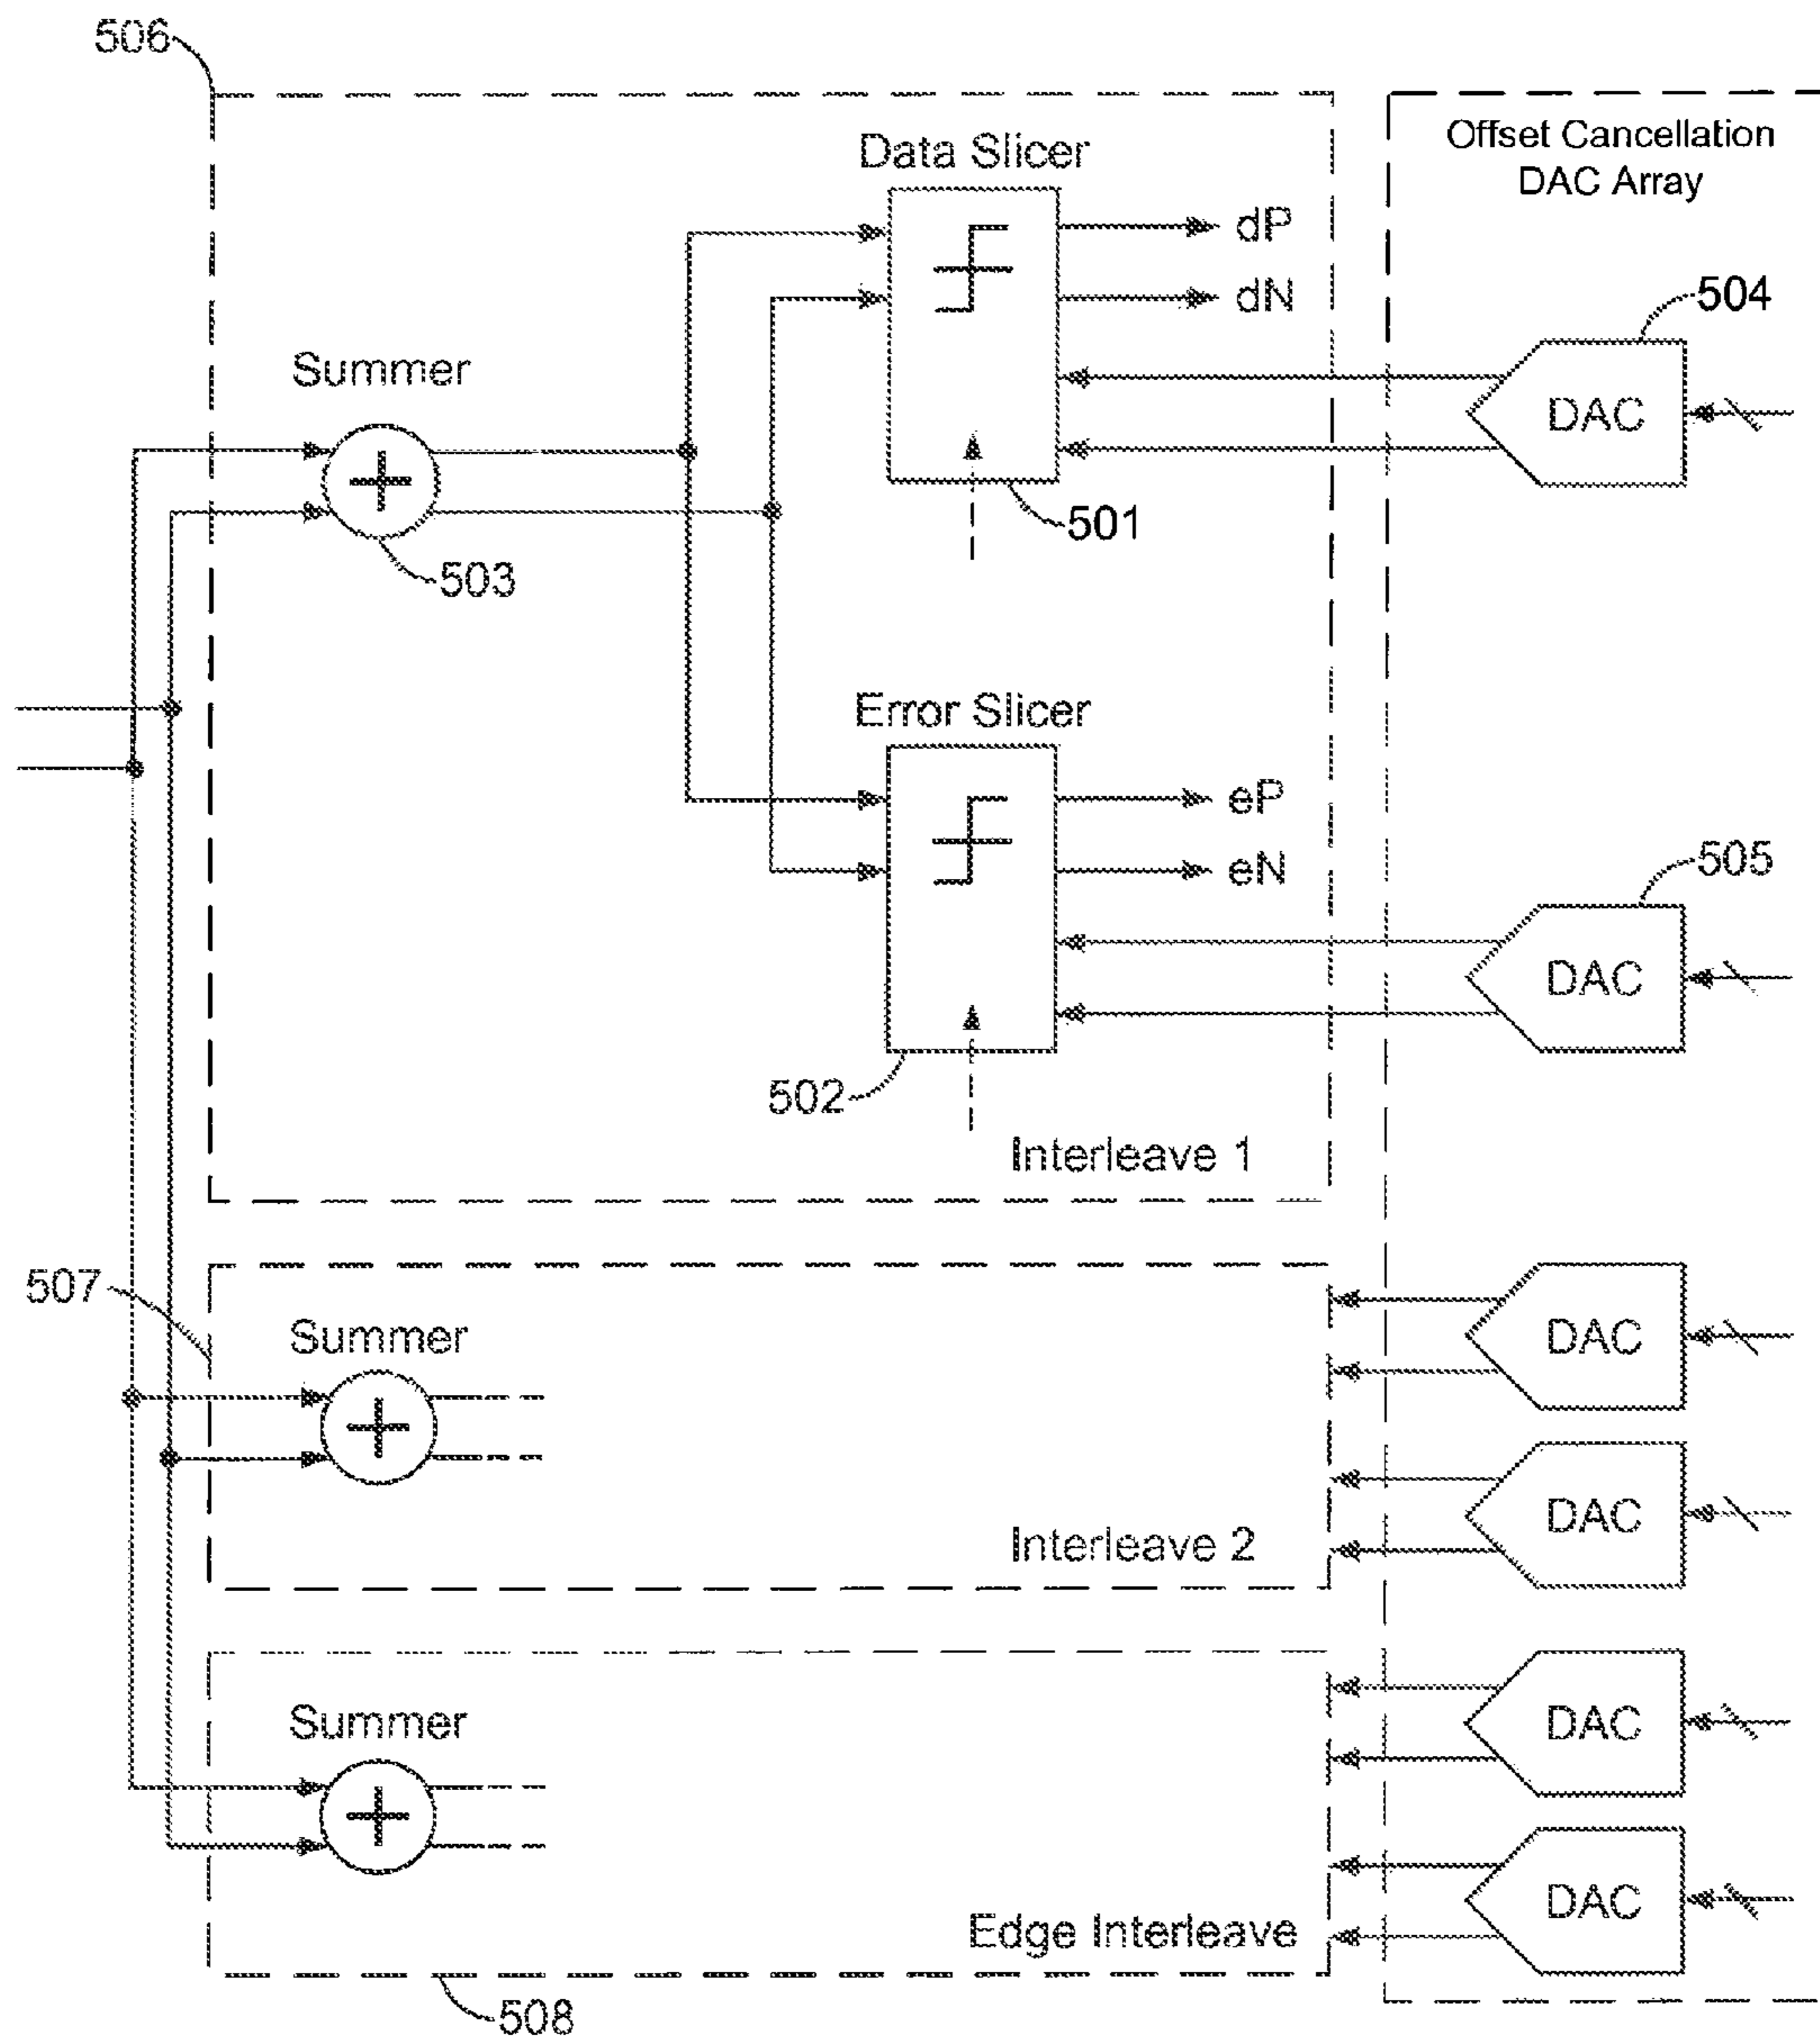 506
Offset Cancellation
DAC Array
Data Slicer
dP
dN
504
DAC
Summer
501
503
Error Slicer
eP
eN
505
DAC
502
Interleave 1
507
Summer
DAC
DAC
Interleave 2
Summer
DAC
DAC
Edge Interleave
508